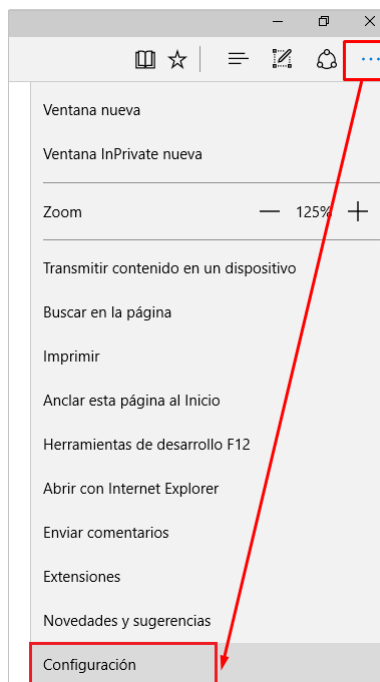 Ventana nueva
Ventana InPrivate nueva
Zoom 125%
Transmitir contenido en un dispositivo
Buscar en la página
Imprimir
Anclar esta página al Inicio
Herramientas de desarrollo F12
Abrir con Internet Explorer
Enviar comentarios
Extensiones
Novedades y sugerencias
Configuración